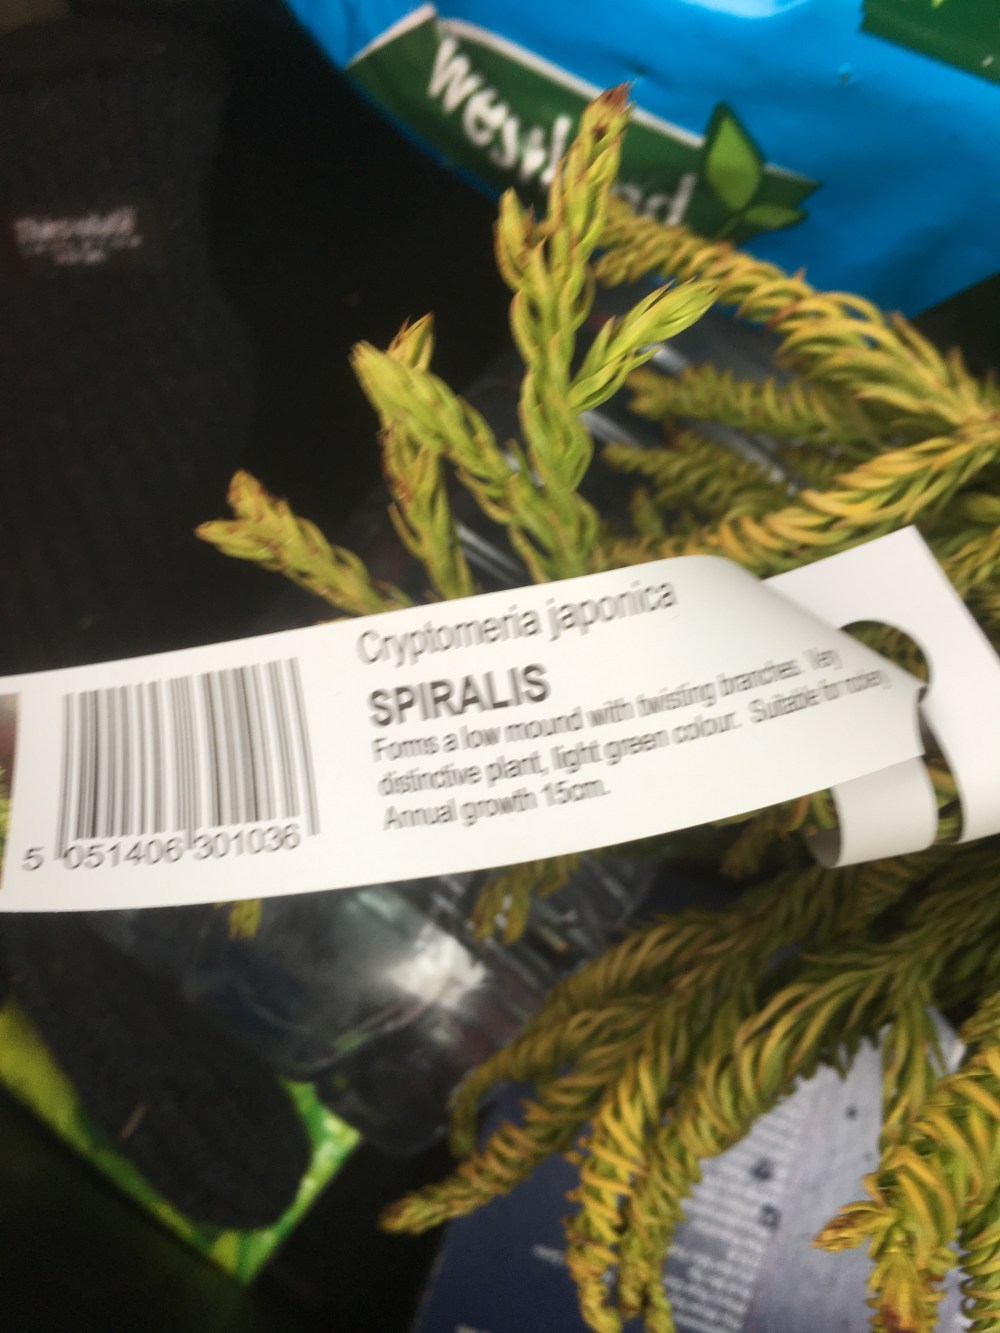 Westland
Cryptomeria japonica
SPIRALIS
Forms a low mound with twisting branches. Very
distinctive plant, light green colour. Suitable for rockery
Annual growth 15cm.
5 051406 301036